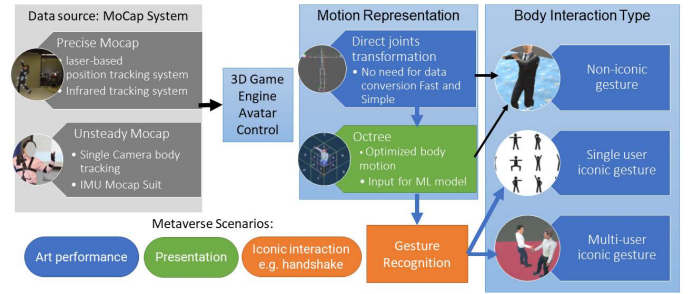 Data source: MoCap System
Precise Mocap
• laser-based
position tracking system
• Infrared tracking system
Unsteady Mocap
• Single Camera body
tracking
• IMU Mocap Suit
3D Game
Engine
Avatar
Control
Motion Representation
Direct joints
transformation
• No need for data
conversion Fast and
Simple
Octree
• Optimized body
motion
• Input for ML model
Gesture
Recognition
Body Interaction Type
Non-iconic
gesture
Single user
iconic gesture
Multi-user
iconic gesture
Metaverse Scenarios:
Art performance
Presentation
Iconic interaction
e.g. handshake